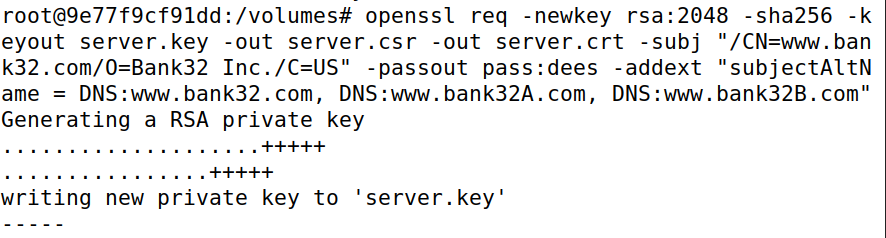 root@9e77f9cf91dd:/volumes# openssl req -newkey rsa:2048 -sha256 -k
eyout server.key -out server.csr -out server.crt -subj "/CN=www.ban
k32.com/O=Bank32 Inc./C=US" -passout pass:dees -addext "subjectAltN
ame = DNS:www.bank32.com, DNS:www.bank32A.com, DNS:www.bank32B.com"
Generating a RSA private key
....................+++++
................+++++
writing new private key to 'server.key'
-----